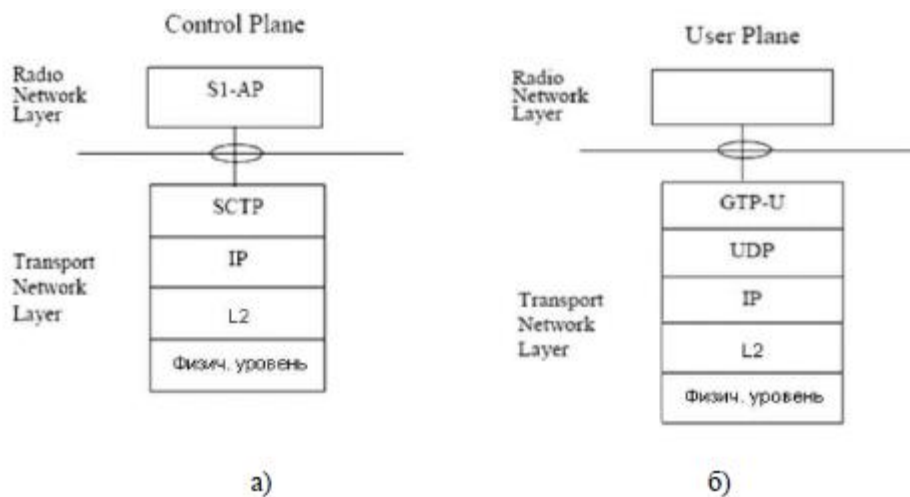 Control Plane
Radio
Network
Layer
S1-AP
SCTP
IP
L2
Физич. уровень
Transport
Network
Layer
а)
User Plane
Radio
Network
Layer
GTP-U
UDP
IP
L2
Физич. уровень
Transport
Network
Layer
б)